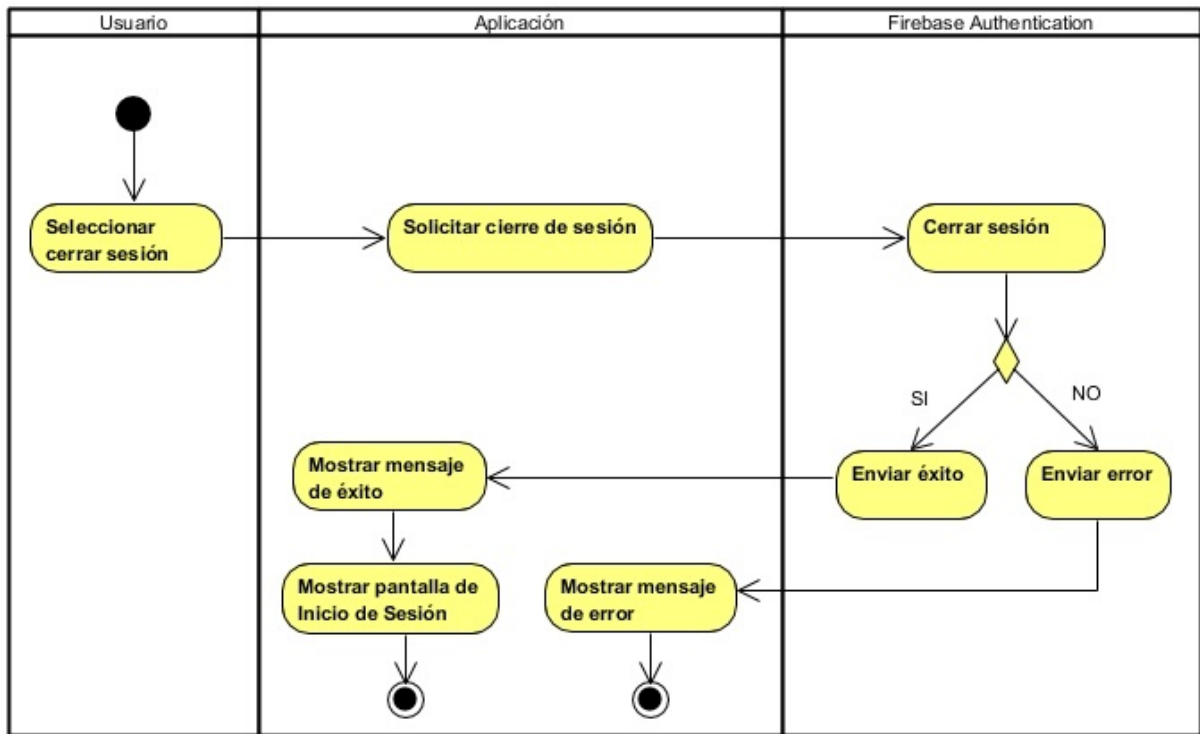 Usuario
Aplicación
Firebase Authentication
Seleccionar
cerrar sesión
Solicitar cierre de sesión
Cerrar sesión
SI
NO
Mostrar mensaje
de éxito
Enviar éxito
Enviar error
Mostrar pantalla de
Inicio de Sesión
Mostrar mensaje
de error